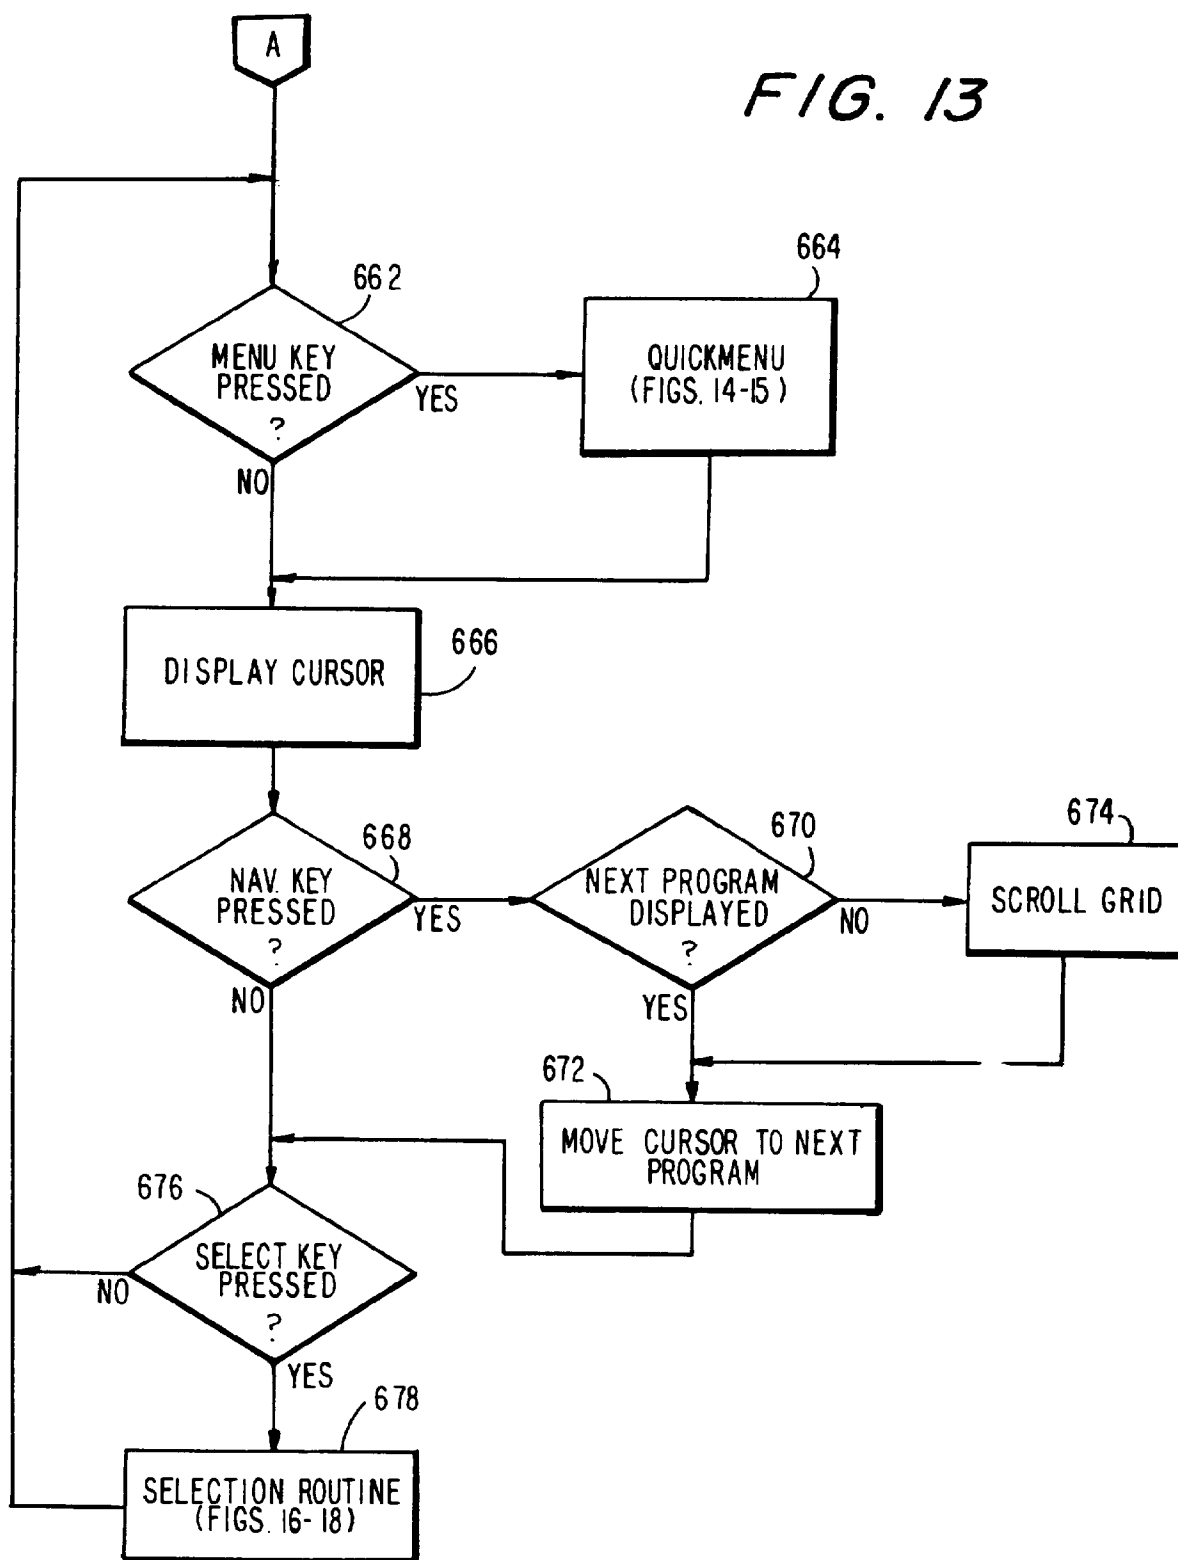 A
FIG. 13
662
664
MENU KEY
PRESSED
?
YES
NO
QUICKMENU
(FIGS. 14-15)
DISPLAY CURSOR
666
668
NAV. KEY
PRESSED
?
YES
NO
670
NEXT PROGRAM
DISPLAYED
?
NO
YES
674
SCROLL GRID
672
MOVE CURSOR TO NEXT
PROGRAM
676
SELECT KEY
PRESSED
?
NO
YES
678
SELECTION ROUTINE
(FIGS. 16-18)